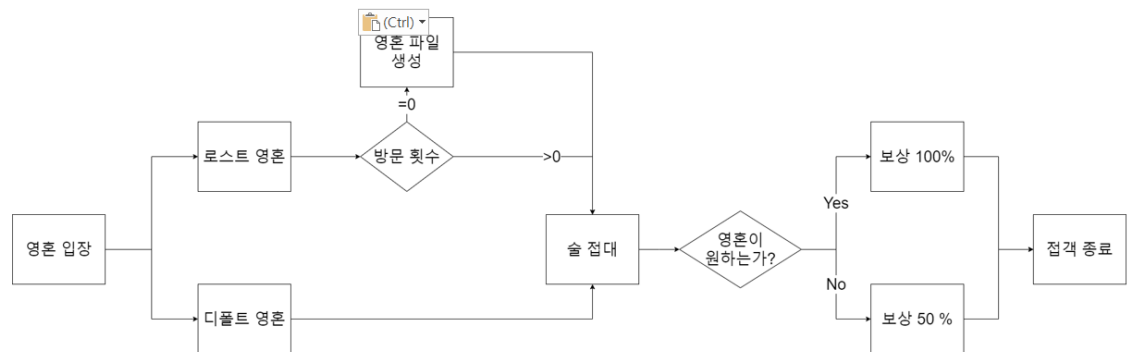 (Ctrl)
영혼 파일
생성
=0
로스트 영혼
방문 횟수
>0
보상 100%
Yes
영혼 입장
술 접대
영혼이
원하는가?
접객 종료
No
디폴트 영혼
보상 50 %